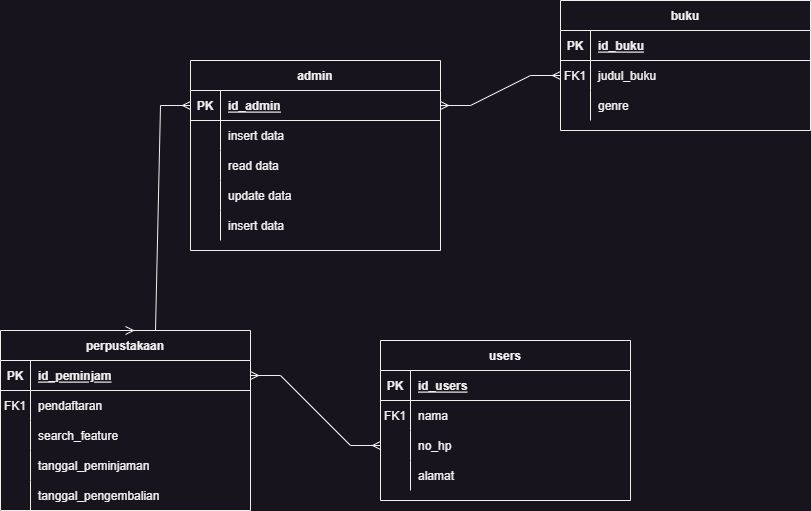 buku
PK id_buku
FK1 judul_buku
genre
admin
PK id_admin
insert data
read data
update data
insert data
perpustakaan
PK id_peminjam
FK1 pendaftaran
search_feature
tanggal_peminjaman
tanggal_pengembalian
users
PK id_users
FK1 nama
no_hp
alamat